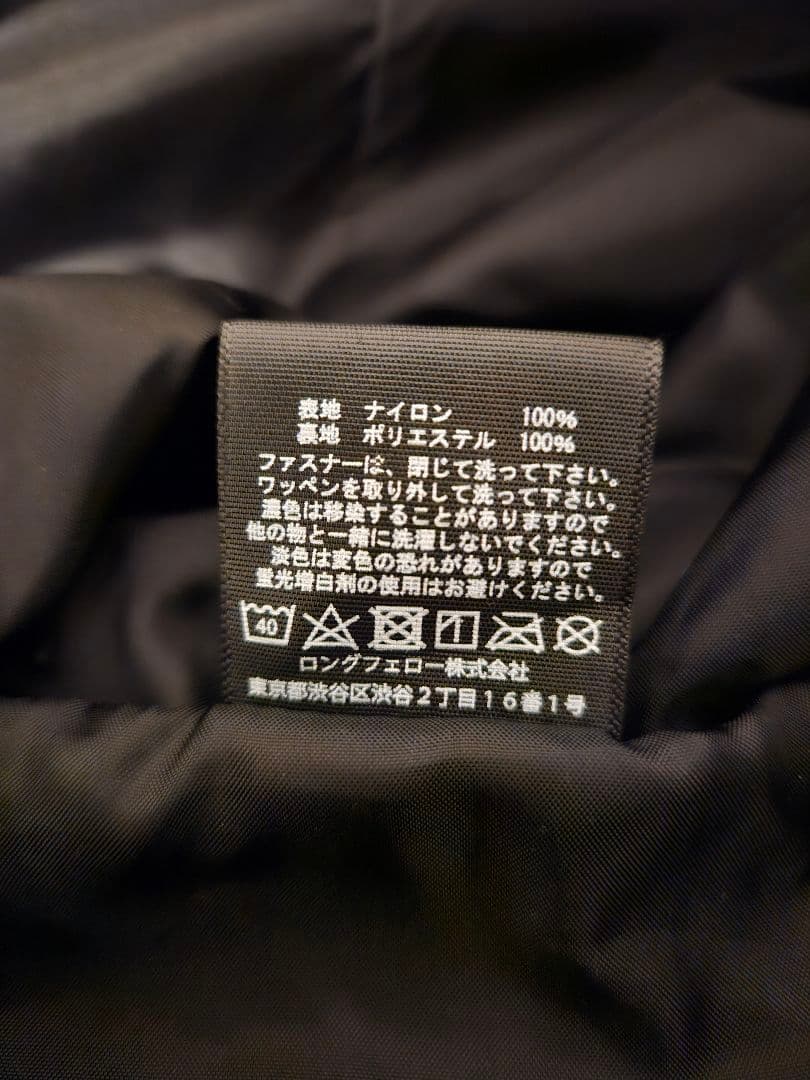 表地 ナイロン 100%
裏地 ポリエステル 100%
ファスナーは、閉じて洗って下さい。
ワッペンを取り外して洗って下さい。
濃色は移染することがありますので
他の物と一緒に洗濯しないでください。
淡色は変色の恐れがありますので
蛍光増白剤の使用はお避けください。
40
ロングフェロー株式会社
東京都渋谷区渋谷2丁目16番1号